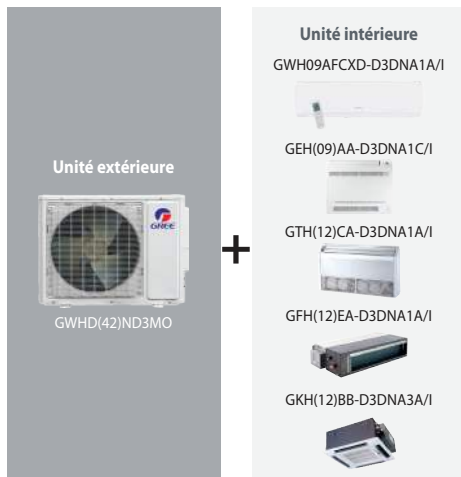 Unité extérieure
GREE
GWHD(42)ND3MO
+
Unité intérieure
GWH09AFCXD-D3DNA1A/I
GEH(09)AA-D3DNA1C/I
GTH(12)CA-D3DNA1A/I
GFH(12)EA-D3DNA1A/I
GKH(12)BB-D3DNA3A/I